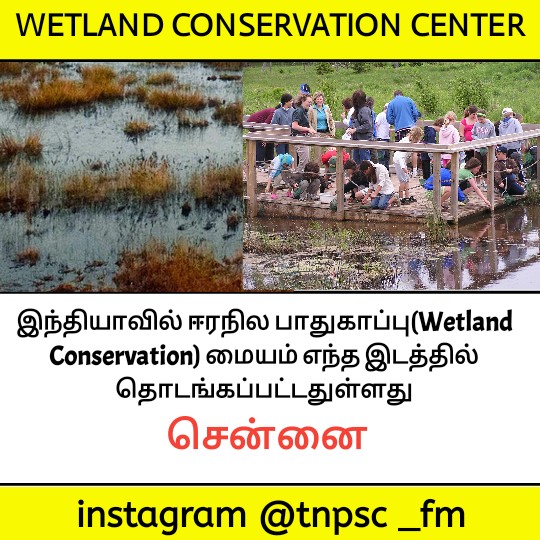 WETLAND CONSERVATION CENTER
இந்தியாவில் ஈரநில பாதுகாப்பு(Wetland
Conservation) மையம் எந்த இடத்தில்
தொடங்கப்பட்டதுள்ளது
சென்னை
instagram @tnpsc _fm